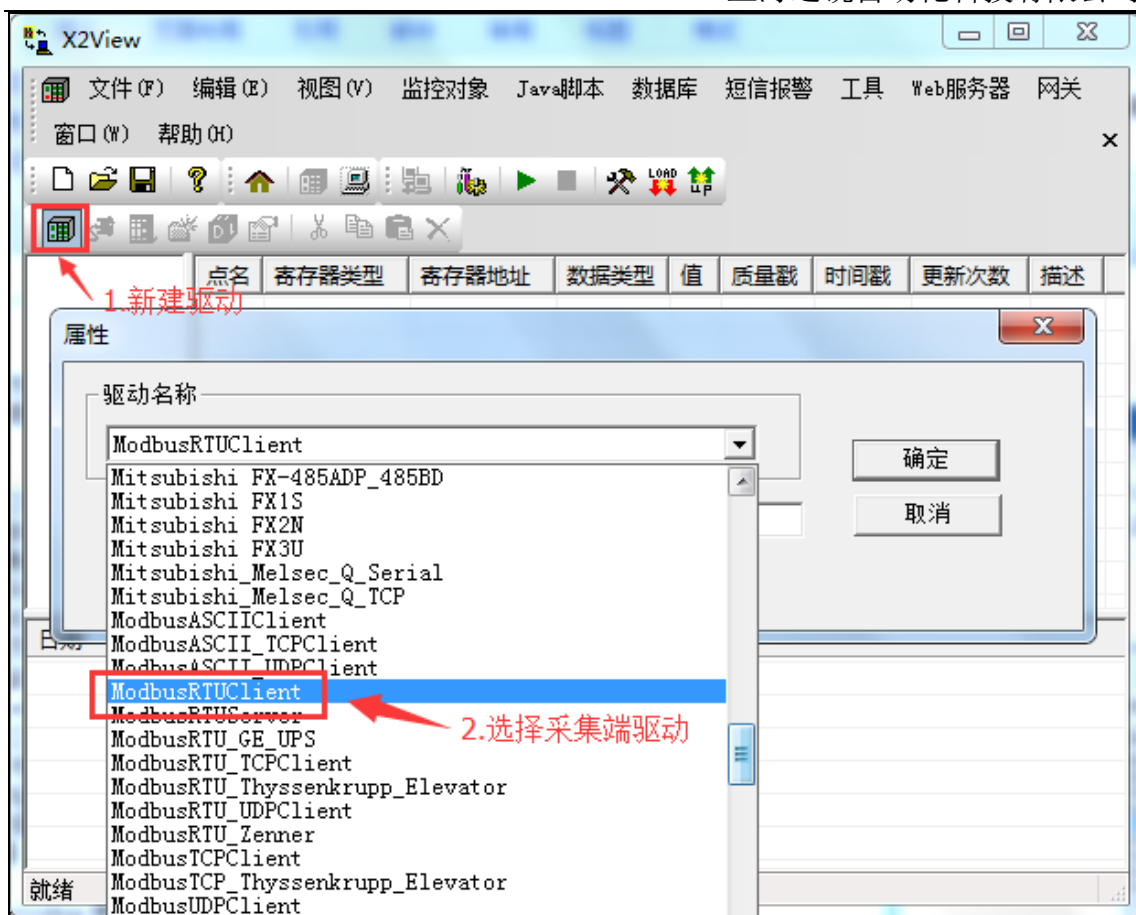 X2View
文件(F) 编辑(E) 视图(V) 监控对象 Java脚本 数据库 短信报警 工具 Web服务器 网关
窗口(W) 帮助(H)
LOAD UP
点名 寄存器类型 寄存器地址 数据类型 值 质量戳 时间戳 更新次数 描述
1.新建驱动
属性
驱动名称
ModbusRTUClient
确定
取消
Mitsubishi FX-485ADP_485BD
Mitsubishi FX1S
Mitsubishi FX2N
Mitsubishi FX3U
Mitsubishi_Melsec_Q_Serial
Mitsubishi_Melsec_Q_TCP
ModbusASCIIClient
ModbusASCII_TCPClient
ModbusASCII_UDPClient
ModbusRTUClient
ModbusRTUServer
2.选择采集端驱动
ModbusRTU_GE_UPS
ModbusRTU_TCPClient
ModbusRTU_Thyssenkrupp_Elevator
ModbusRTU_UDPClient
ModbusRTU_Zenner
ModbusTCPClient
ModbusTCP_Thyssenkrupp_Elevator
ModbusUDPClient
日期
就绪